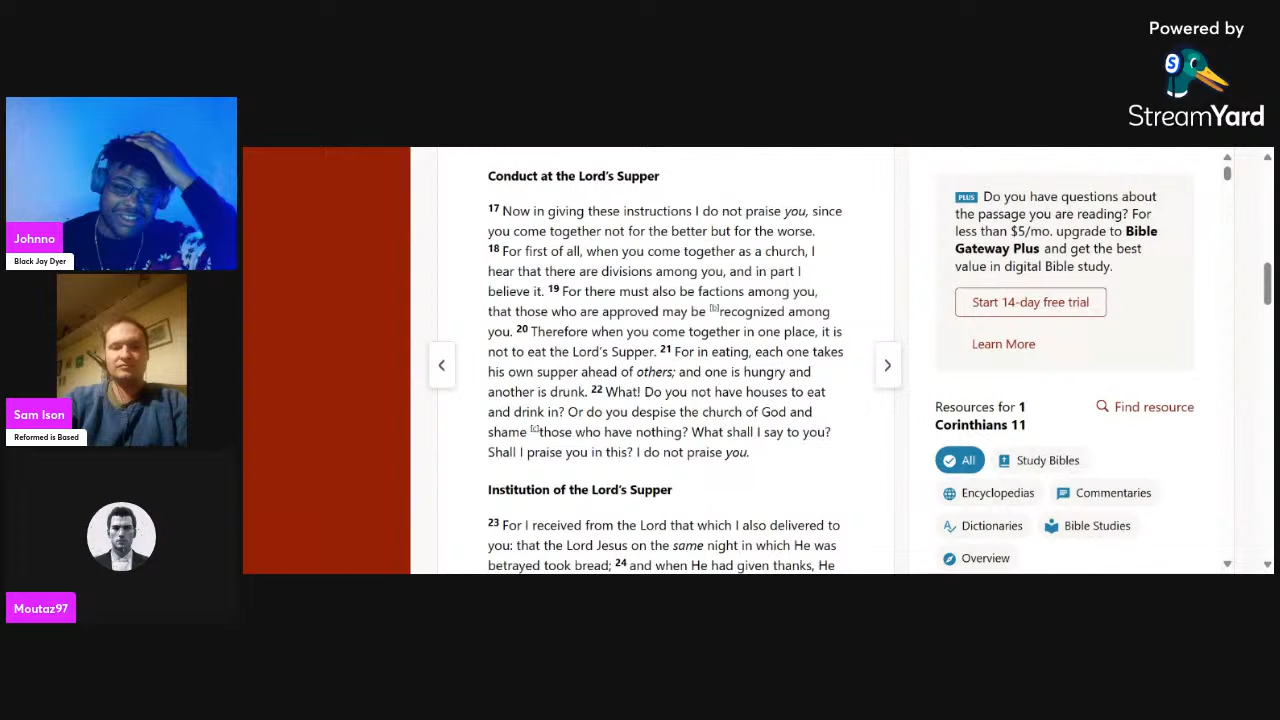 Powered by
S
StreamYard
Johnno
Black Jay Dyer
Sam Ison
Reformed is Based
Moutaz97
Conduct at the Lord's Supper
17 Now in giving these instructions I do not praise you, since
you come together not for the better but for the worse.
18 For first of all, when you come together as a church, I
hear that there are divisions among you, and in part I
believe it. 19 For there must also be factions among you,
that those who are approved may be [b]recognized among
you. 20 Therefore when you come together in one place, it is
not to eat the Lord's Supper. 21 For in eating, each one takes
his own supper ahead of others; and one is hungry and
another is drunk. 22 What! Do you not have houses to eat
and drink in? Or do you despise the church of God and
shame [c]those who have nothing? What shall I say to you?
Shall I praise you in this? I do not praise you.
Institution of the Lord's Supper
23 For I received from the Lord that which I also delivered to
you: that the Lord Jesus on the same night in which He was
betrayed took bread; 24 and when He had given thanks, He
PLUS Do you have questions about
the passage you are reading? For
less than $5/mo. upgrade to Bible
Gateway Plus and get the best
value in digital Bible study.
Start 14-day free trial
Learn More
Resources for 1
Corinthians 11
Find resource
All
Study Bibles
Encyclopedias
Commentaries
Dictionaries
Bible Studies
Overview